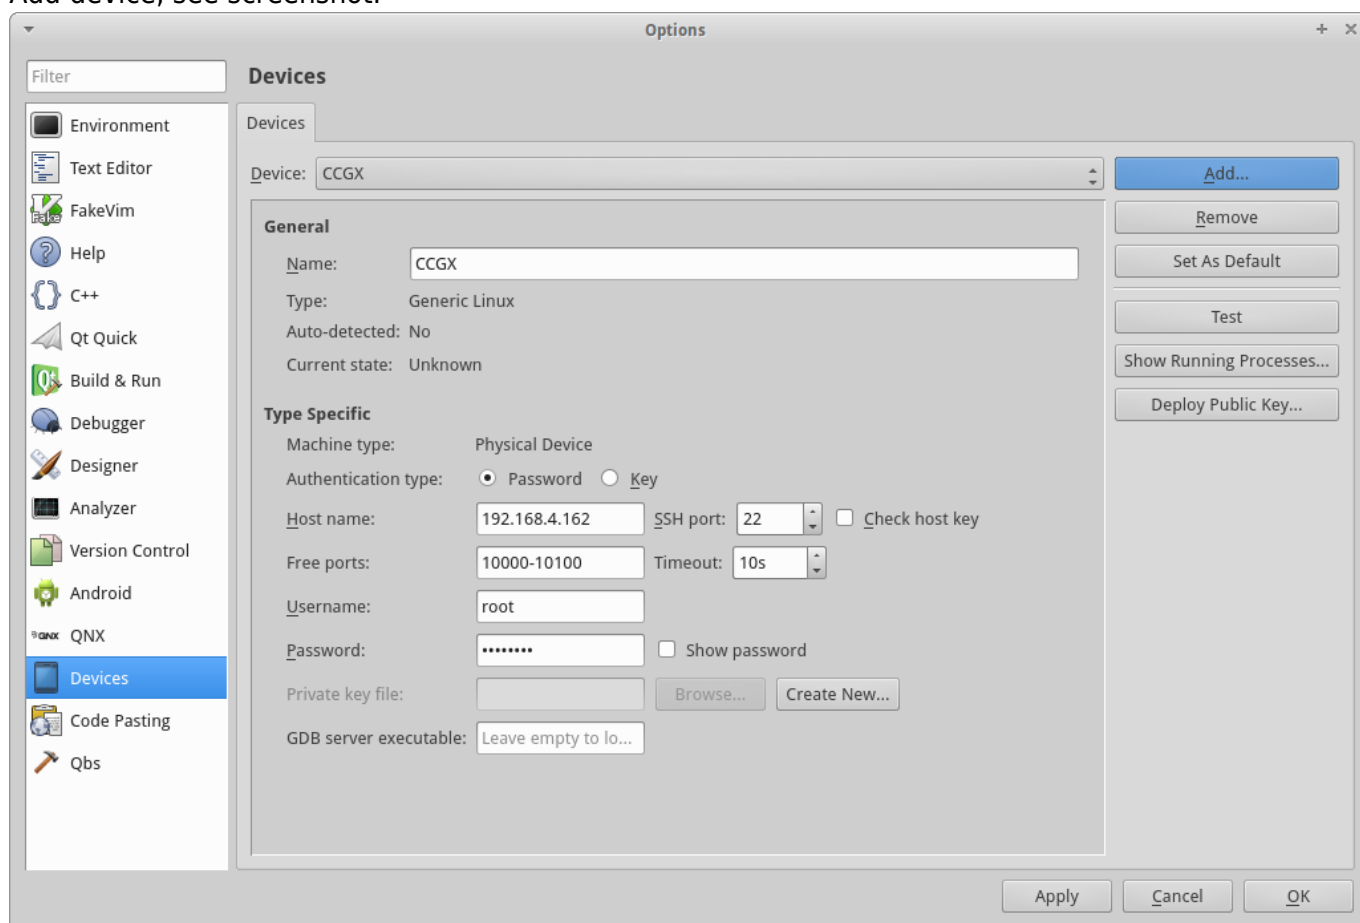 Add device, see screenshot.
Options
Filter
Devices
Environment
Text Editor
FakeVim
Help
C++
Qt Quick
Build & Run
Debugger
Designer
Analyzer
Version Control
Android
QNX
QNX
Devices
Code Pasting
Qbs
Devices
Device: CCGX
Add...
Remove
Set As Default
Test
Show Running Processes...
Deploy Public Key...
General
Name: CCGX
Type: Generic Linux
Auto-detected: No
Current state: Unknown
Type Specific
Machine type: Physical Device
Authentication type: Password Key
Host name: 192.168.4.162 SSH port: 22 Check host key
Free ports: 10000-10100 Timeout: 10s
Username: root
Password: •••••••• Show password
Private key file: Browse... Create New...
GDB server executable: Leave empty to lo...
Apply Cancel OK